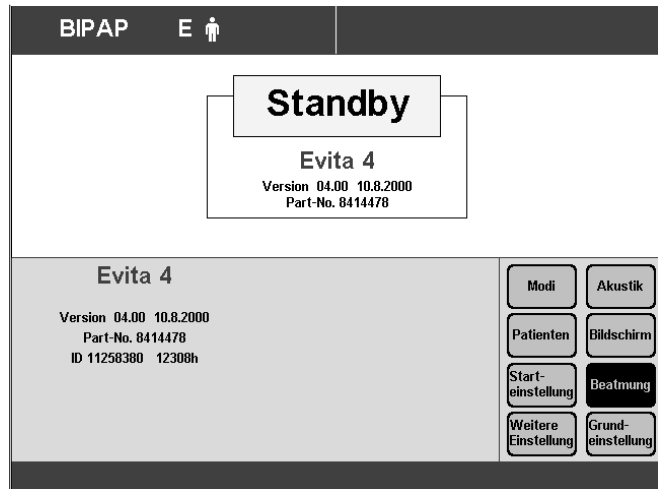 BIPAP E
Standby
Evita 4
Version 04.00 10.8.2000
Part-No. 8414478
Evita 4
Version 04.00 10.8.2000
Part-No. 8414478
ID 11258380 12308h
Modi
Akustik
Patienten
Bildschirm
Start-
einstellung
Beatmung
Weitere
Einstellung
Grund-
einstellung